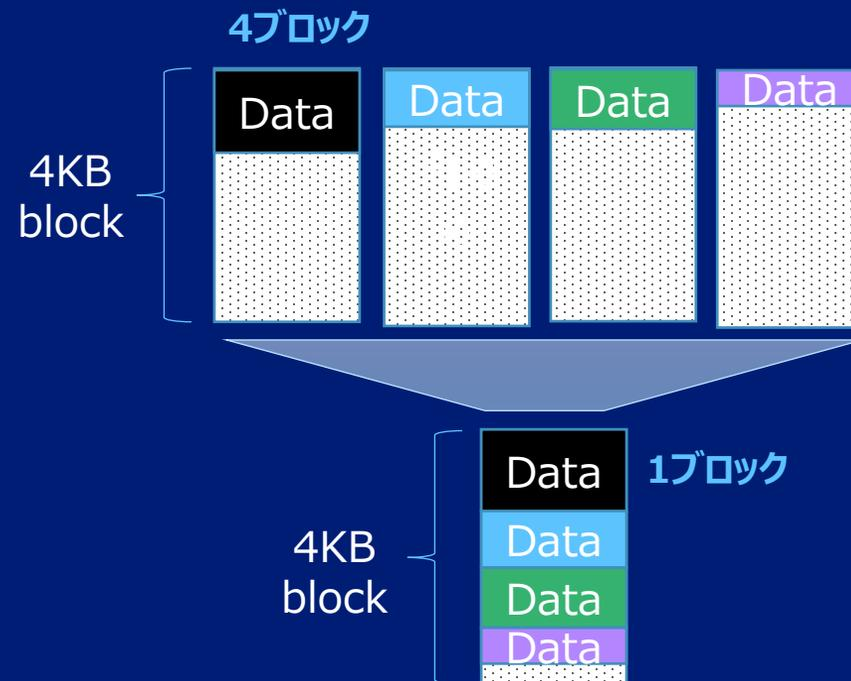 4ブロック
Data
Data
Data
Data
4KB
block
Data
1ブロック
Data
4KB
block
Data
Data